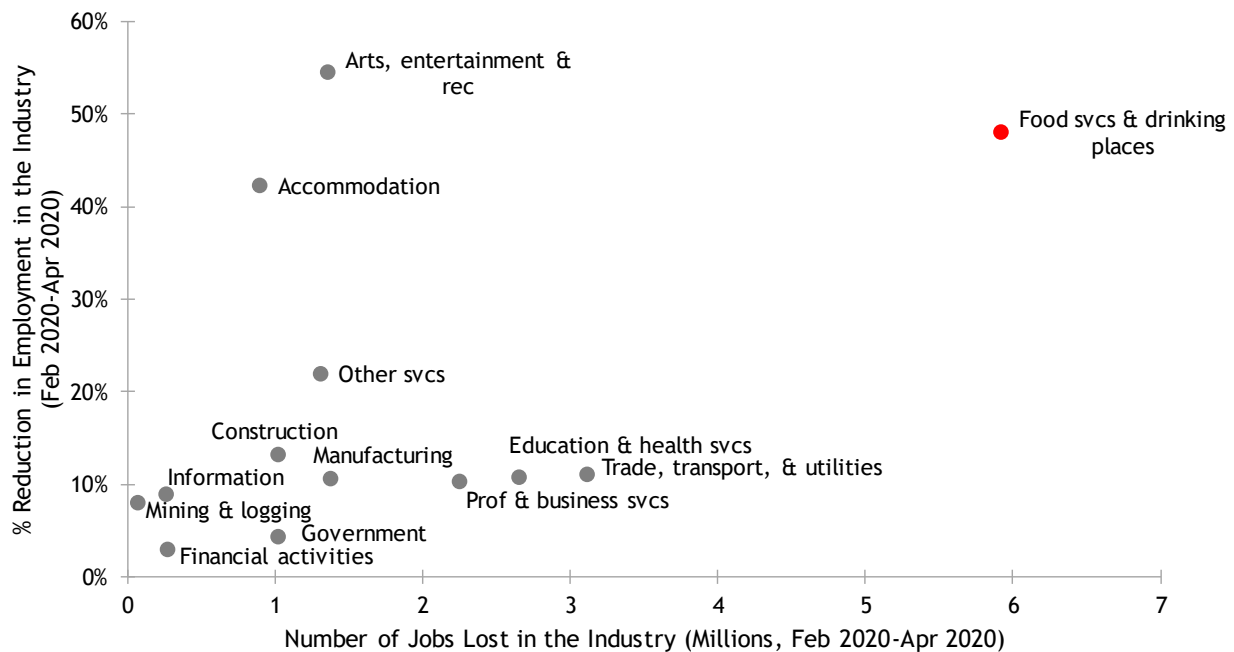 60%
50%
40%
30%
20%
10%
0%
% Reduction in Employment in the Industry
(Feb 2020-Apr 2020)
Arts, entertainment &
rec
Food svcs & drinking
places
Accommodation
Other svcs
Construction
Manufacturing
Education & health svcs
Trade, transport, & utilities
Information
Prof & business svcs
Mining & logging
Government
Financial activities
0 1 2 3 4 5 6 7
Number of Jobs Lost in the Industry (Millions, Feb 2020-Apr 2020)